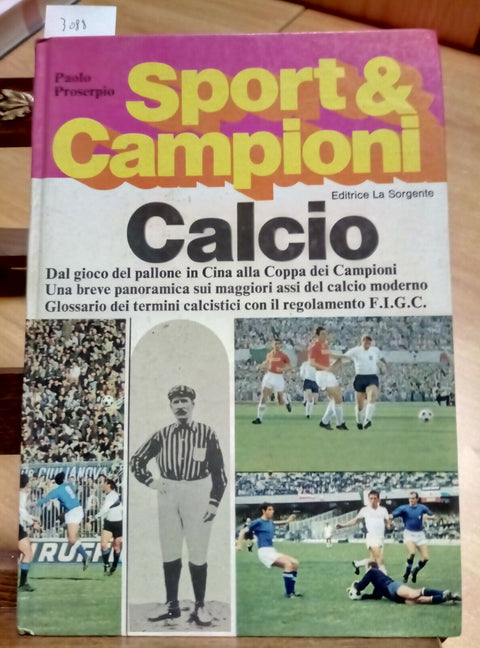 3088
Paolo
Proserpio
Sport &
Campioni
Editrice La Sorgente
Calcio
Dal gioco del pallone in Cina alla Coppa dei Campioni
Una breve panoramica sui maggiori assi del calcio moderno
Glossario dei termini calcistici con il regolamento F.I.G.C.